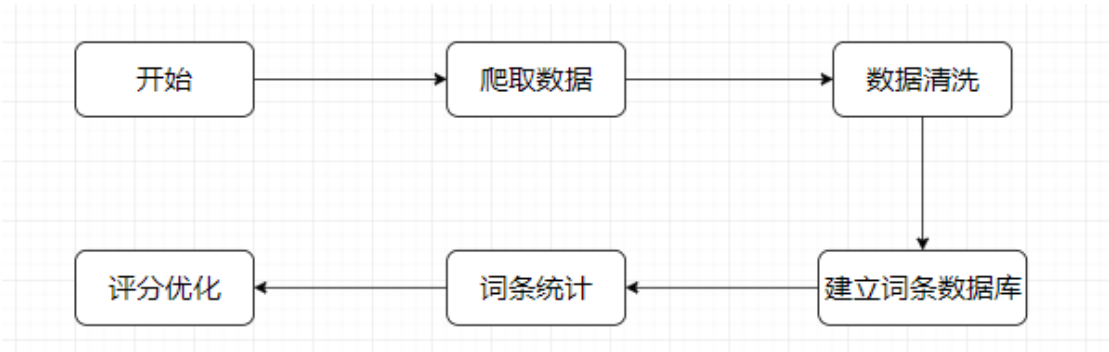 开始
爬取数据
数据清洗
建立词条数据库
词条统计
评分优化